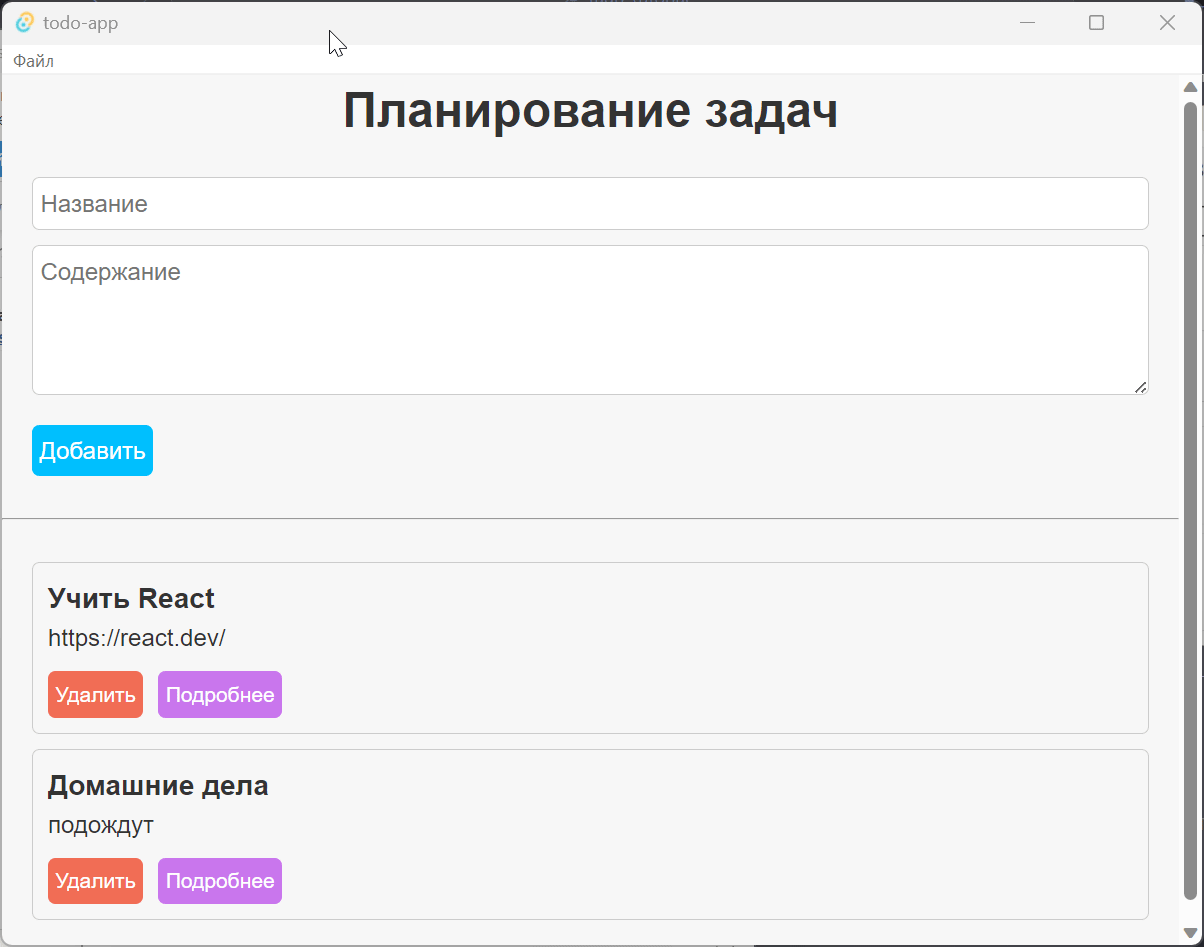 todo-app
Файл
Планирование задач
Название
Содержание
Добавить
Учить React
https://react.dev/
Удалить Подробнее
Домашние дела
подождут
Удалить Подробнее